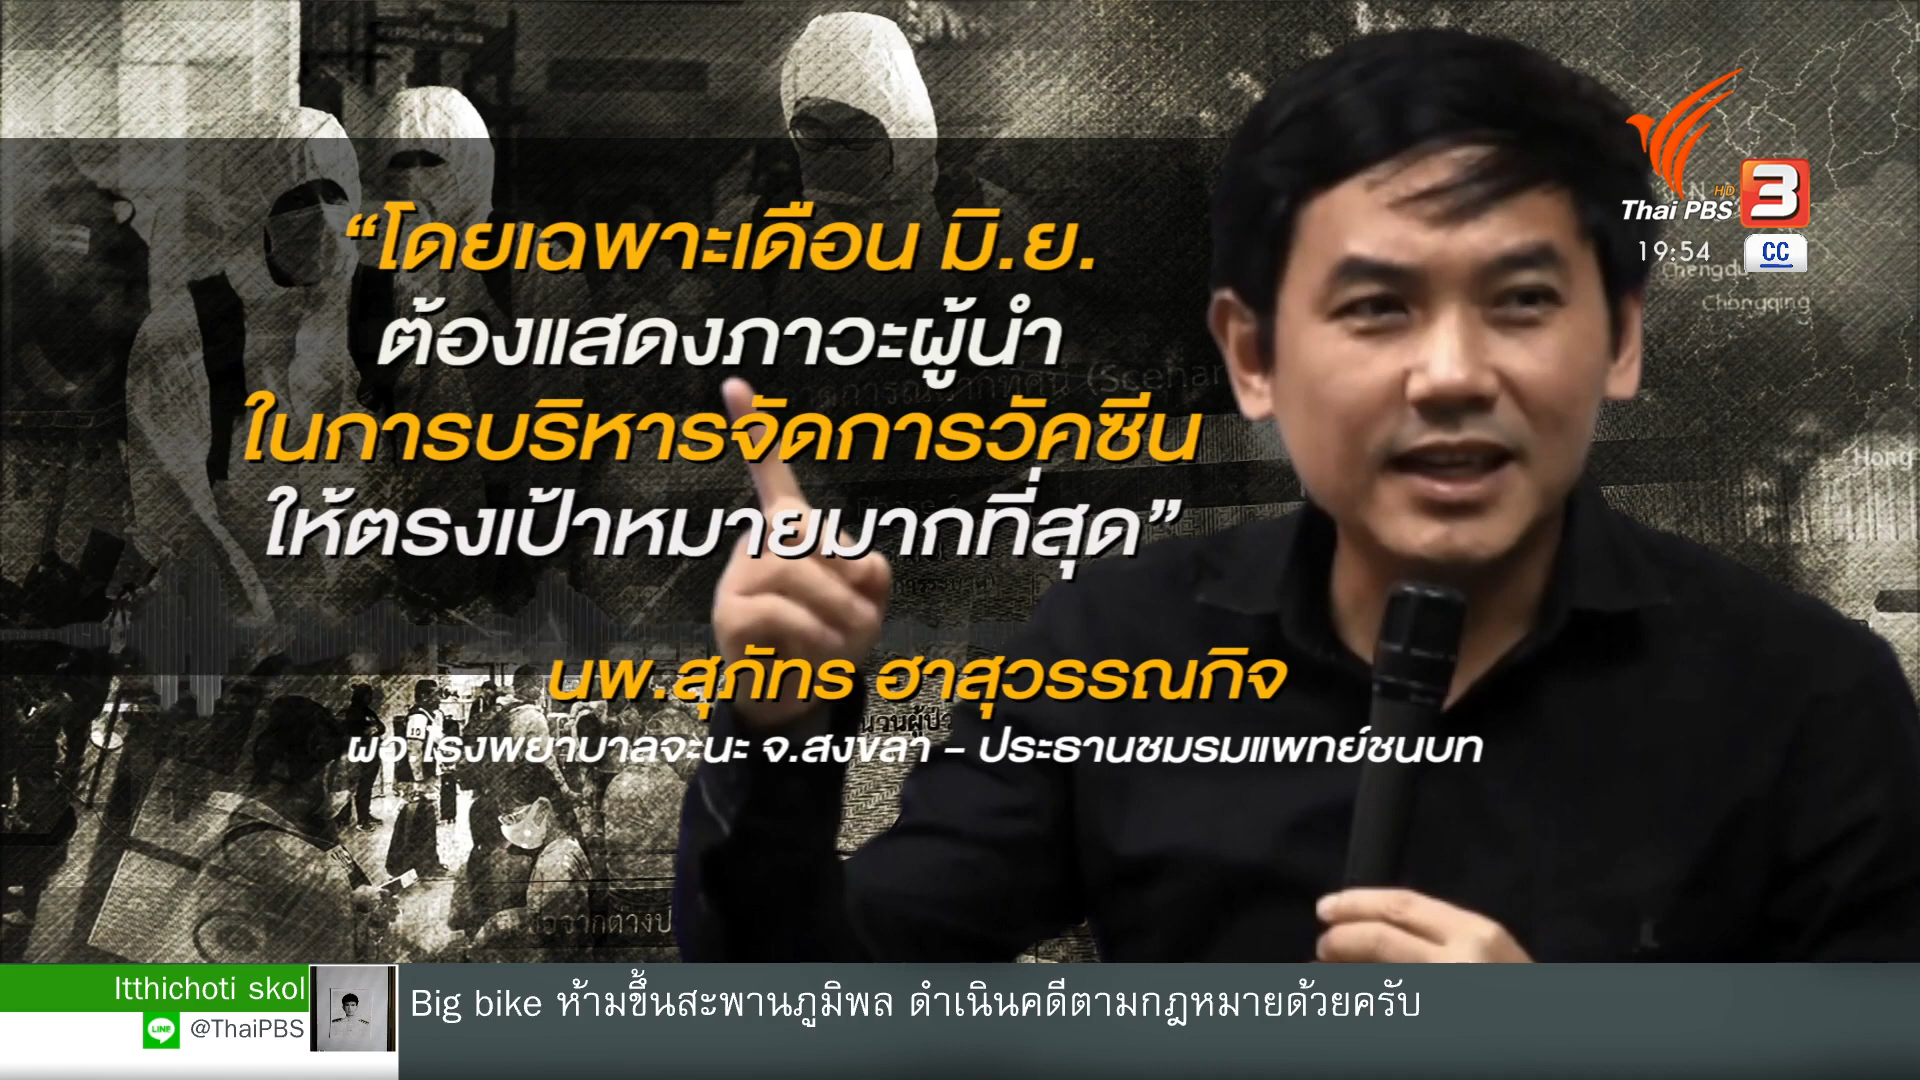 “โดยเฉพาะเดือน มิ.ย.
ต้องแสดงภาวะผู้นำ
ในการบริหารจัดการวัคซีน
ให้ตรงเป้าหมายมากที่สุด”
นพ.สุภัทร ฮาสุวรรณกิจ
ผอ.โรงพยาบาลจะนะ จ.สงขลา - ประธานชมรมแพทย์ชนบท
Thai PBS HD 3
19:54 CC
Chengdu
Chongqing
Hong
Itthichoti skol
LINE @ThaiPBS
Big bike ห้ามขึ้นสะพานภูมิพล ดำเนินคดีตามกฎหมายด้วยครับ